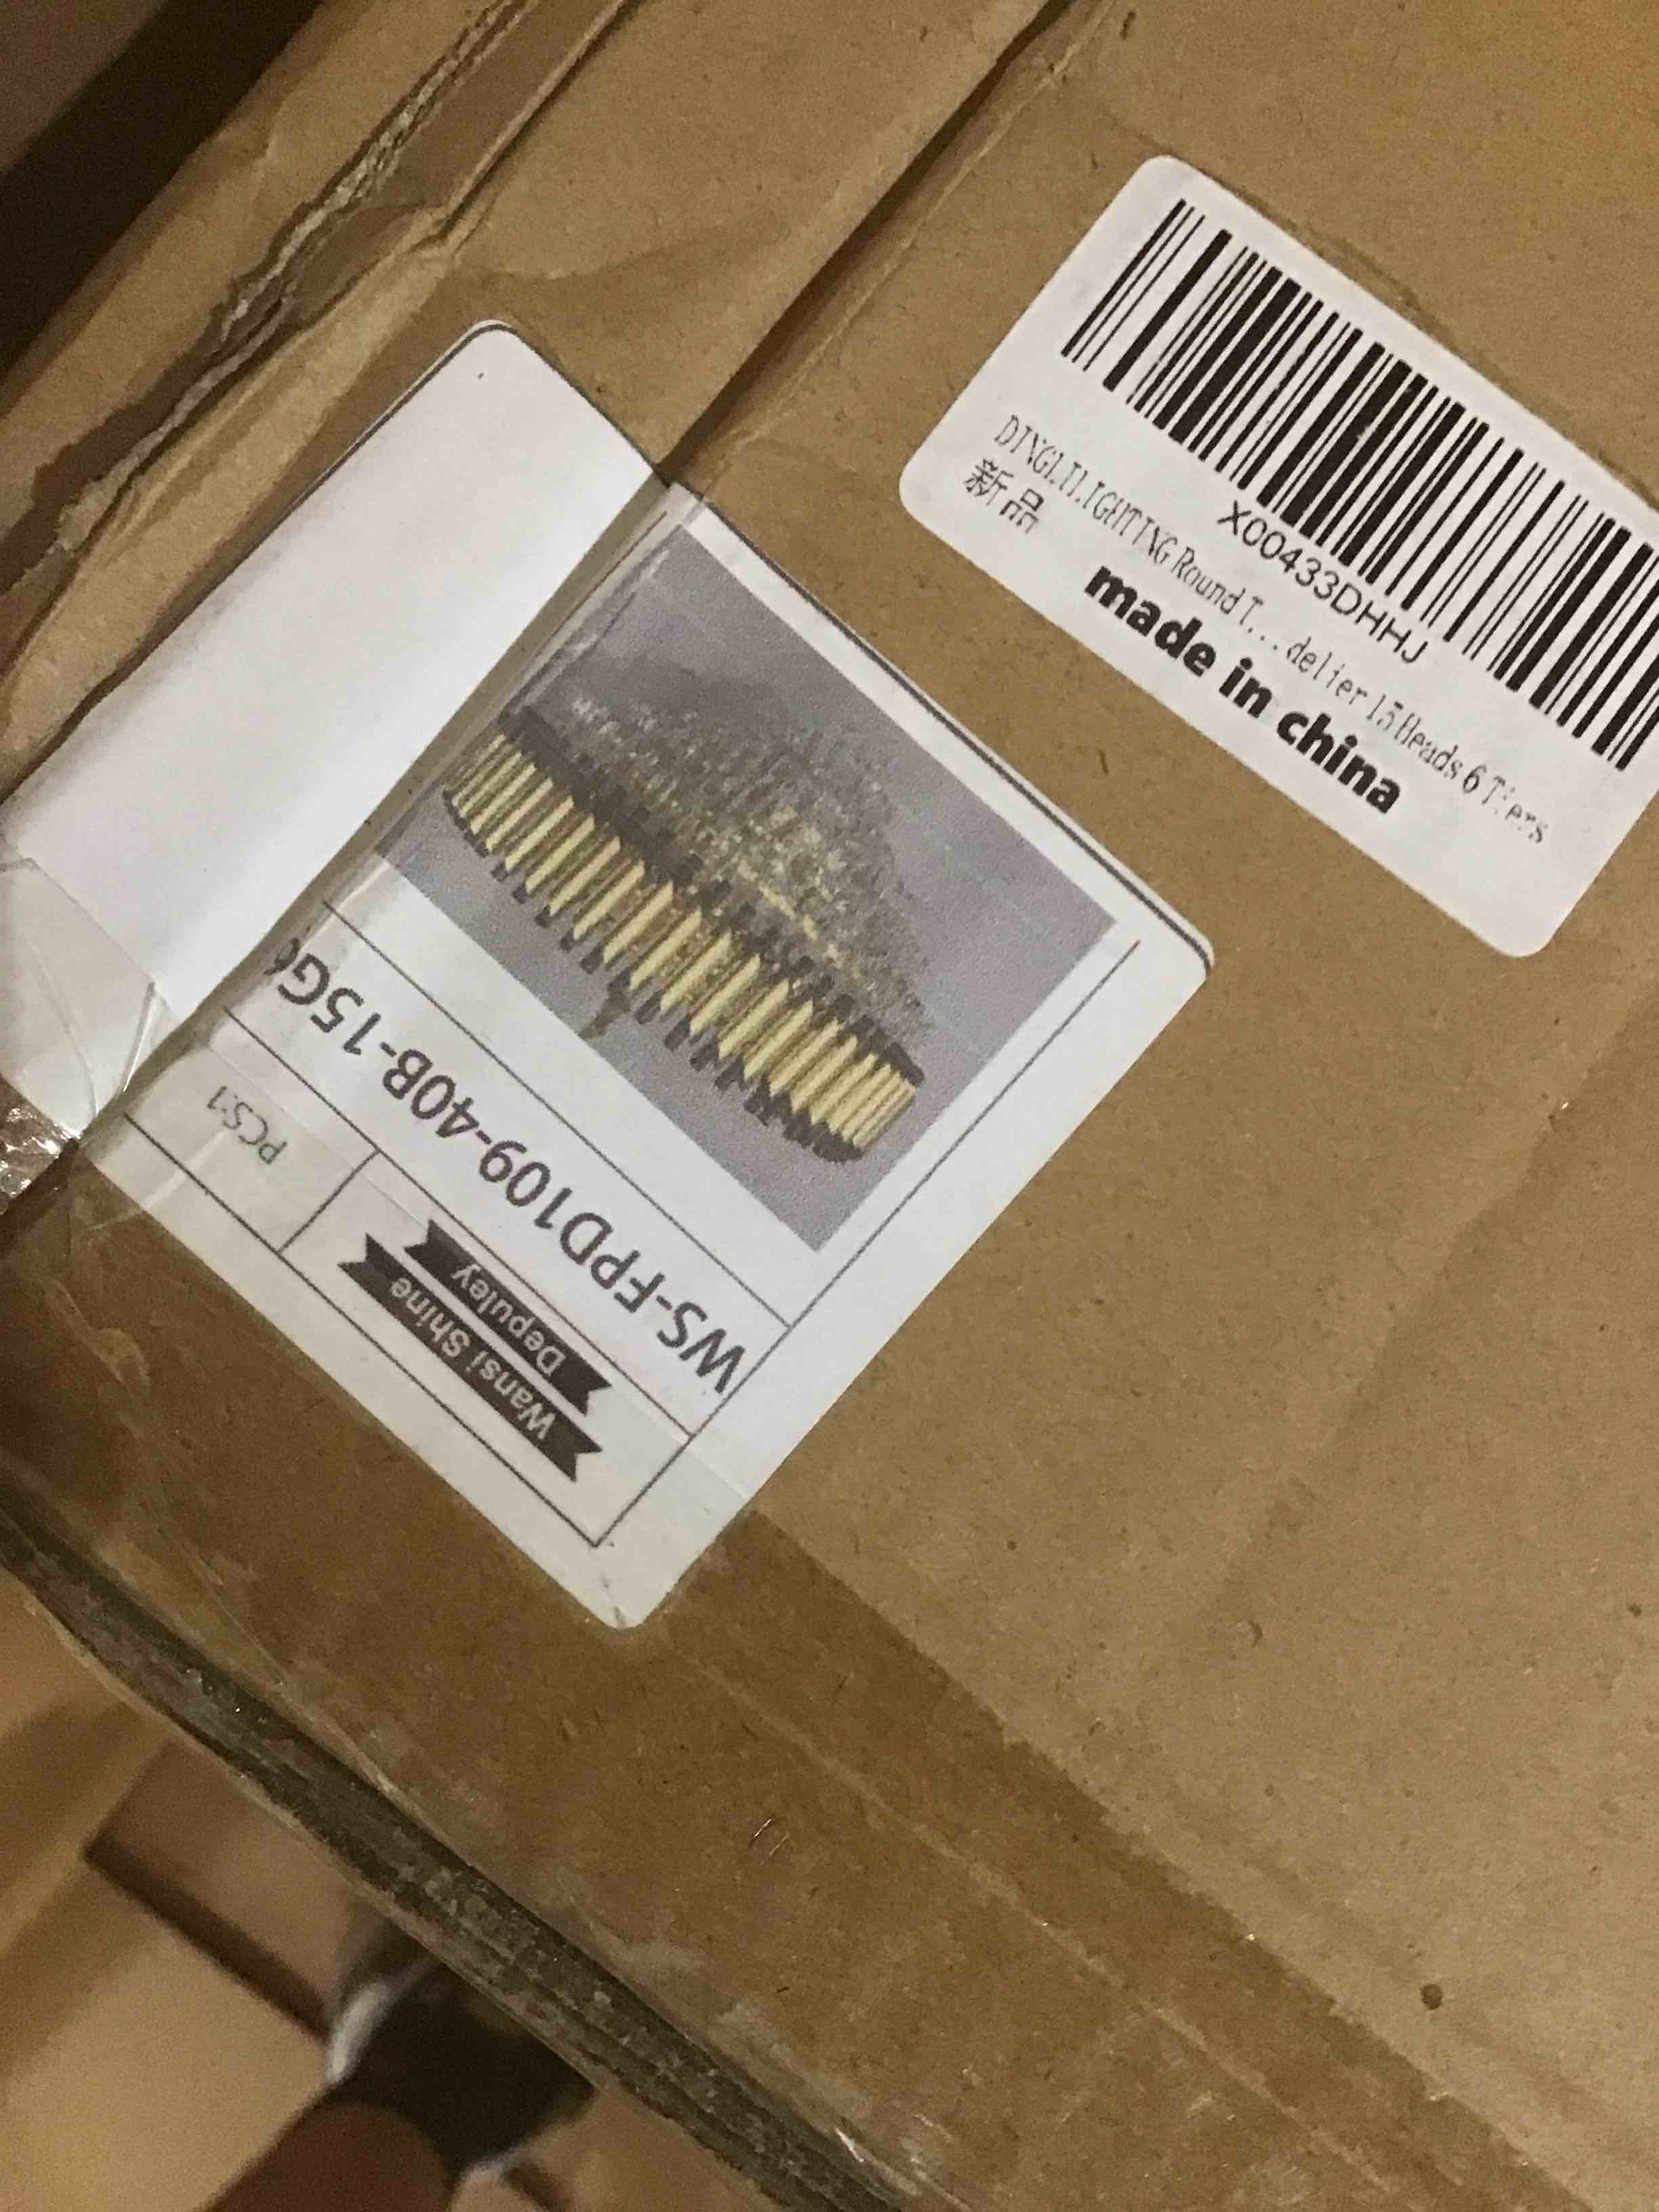 X00433DHHJ
DINGLILIGHTING Round T...delier 15 Heads 6 Tiers
新品
made in china
Wansi Shine
Depuley
PCS:1
WS-FPD109-40B-15G